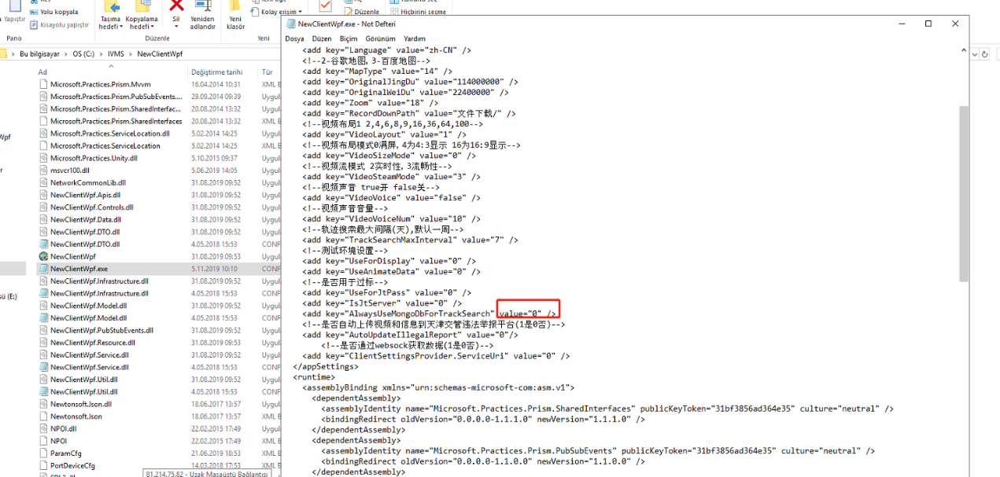 Yapıştır
Yolu kopyala
Kısayolu yapıştır
Pano
Taşıma hedefi
Kopyalama hedefi
Sil
Yeniden adlandır
Düzenle
Yeni klasör
Kolay erişim
Yeni
Düzenle
Hiçbirini seçme
Bu bilgisayar > OS (C:) > IVMS > NewClientWpf
Ad Değiştirme tarihi Tür
Microsoft.Practices.Prism.Mvvm 16.04.2014 10:31 XML B
Microsoft.Practices.Prism.PubSubEvents.... 29.09.2014 09:39 Uygul
Microsoft.Practices.Prism.SharedInterfac... 20.08.2014 13:32 Uygul
Microsoft.Practices.Prism.SharedInterfaces 20.08.2014 13:32 XML B
Microsoft.Practices.ServiceLocation.dll 5.02.2014 14:25 Uygul
Microsoft.Practices.ServiceLocation 5.02.2014 14:25 XML B
Microsoft.Practices.Unity.dll 5.10.2015 09:37 Uygul
msvcr100.dll 5.06.2019 14:05 Uygul
NetworkCommonLib.dll 31.08.2019 09:52 Uygul
NewClientWpf.Apis.dll 31.08.2019 09:52 Uygul
NewClientWpf.Controls.dll 31.08.2019 09:52 Uygul
NewClientWpf.Data.dll 31.08.2019 09:52 Uygul
NewClientWpf.DTO.dll 31.08.2019 09:52 Uygul
NewClientWpf.DTO.dll 4.05.2018 15:53 CONF
NewClientWpf 31.08.2019 09:53 Uygul
NewClientWpf.exe 5.11.2019 10:10 CONF
NewClientWpf.Infrastructure.dll 31.08.2019 09:52 Uygul
NewClientWpf.Infrastructure.dll 4.05.2018 15:53 CONF
NewClientWpf.Model.dll 31.08.2019 09:52 Uygul
NewClientWpf.Model.dll 4.05.2018 15:53 CONF
NewClientWpf.PubStubEvents.dll 31.08.2019 09:52 Uygul
NewClientWpf.Resource.dll 31.08.2019 09:53 Uygul
NewClientWpf.Service.dll 31.08.2019 09:52 Uygul
NewClientWpf.Service.dll 4.05.2018 15:53 CONF
NewClientWpf.Util.dll 31.08.2019 09:52 Uygul
NewClientWpf.Util.dll 4.05.2018 15:53 CONF
Newtonsoft.Json.dll 18.06.2017 13:57 Uygul
Newtonsoft.Json 18.06.2017 13:57 XML B
NPOI.dll 22.02.2015 17:49 Uygul
NPOI 22.02.2015 17:49 XML B
ParamCfg 21.06.2019 18:53 XML B
PortDeviceCfg 14.03.2018 17:53 XML B
81.214.75.82 - Uzak Masaüstü Bağlantısı
Wpf
r
sü (E:)
NewClientWpf.exe - Not Defteri
Dosya Düzen Biçim Görünüm Yardım
<add key="Language" value="zh-CN" />
<!--2-谷歌地图，3-百度地图-->
<add key="MapType" value="14" />
<add key="OriginalJingDu" value="114000000" />
<add key="OriginalWeiDu" value="22400000" />
<add key="Zoom" value="18" />
<add key="RecordDownPath" value="文件下载/" />
<!--视频布局1 2,4,6,8,9,16,36,64,100-->
<add key="VideoLayout" value="1" />
<!--视频布局模式0满屏，4为4:3显示 16为16:9显示-->
<add key="VideoSizeMode" value="0" />
<!--视频流模式 2实时性，3流畅性-->
<add key="VideoSteamMode" value="3" />
<!--视频声音 true开 false关-->
<add key="VideoVoice" value="false" />
<!--视频声音音量-->
<add key="VideoVoiceNum" value="10" />
<!--轨迹搜索最大间隔(天),默认一周-->
<add key="TrackSearchMaxInterval" value="7" />
<!--测试环境设置-->
<add key="UseForDisplay" value="0" />
<add key="UseAnimateData" value="0" />
<!--是否用于过标-->
<add key="UseForJtPass" value="0" />
<add key="IsJtServer" value="0" />
<add key="AlwaysUseMongoDbForTrackSearch" value="0" />
<!--是否自动上传视频和信息到天津交管违法举报平台(1是0否)-->
<add key="AutoUpdateIllegalReport" value="0"/>
<!--是否通过websock获取数据(1是0否)-->
<add key="ClientSettingsProvider.ServiceUri" value="0" />
</appSettings>
<runtime>
<assemblyBinding xmlns="urn:schemas-microsoft-com:asm.v1">
<dependentAssembly>
<assemblyIdentity name="Microsoft.Practices.Prism.SharedInterfaces" publicKeyToken="31bf3856ad364e35" culture="neutral" />
<bindingRedirect oldVersion="0.0.0.0-1.1.1.0" newVersion="1.1.1.0" />
</dependentAssembly>
<dependentAssembly>
<assemblyIdentity name="Microsoft.Practices.Prism.PubSubEvents" publicKeyToken="31bf3856ad364e35" culture="neutral" />
<bindingRedirect oldVersion="0.0.0.0-1.1.0.0" newVersion="1.1.0.0" />
</dependentAssembly>